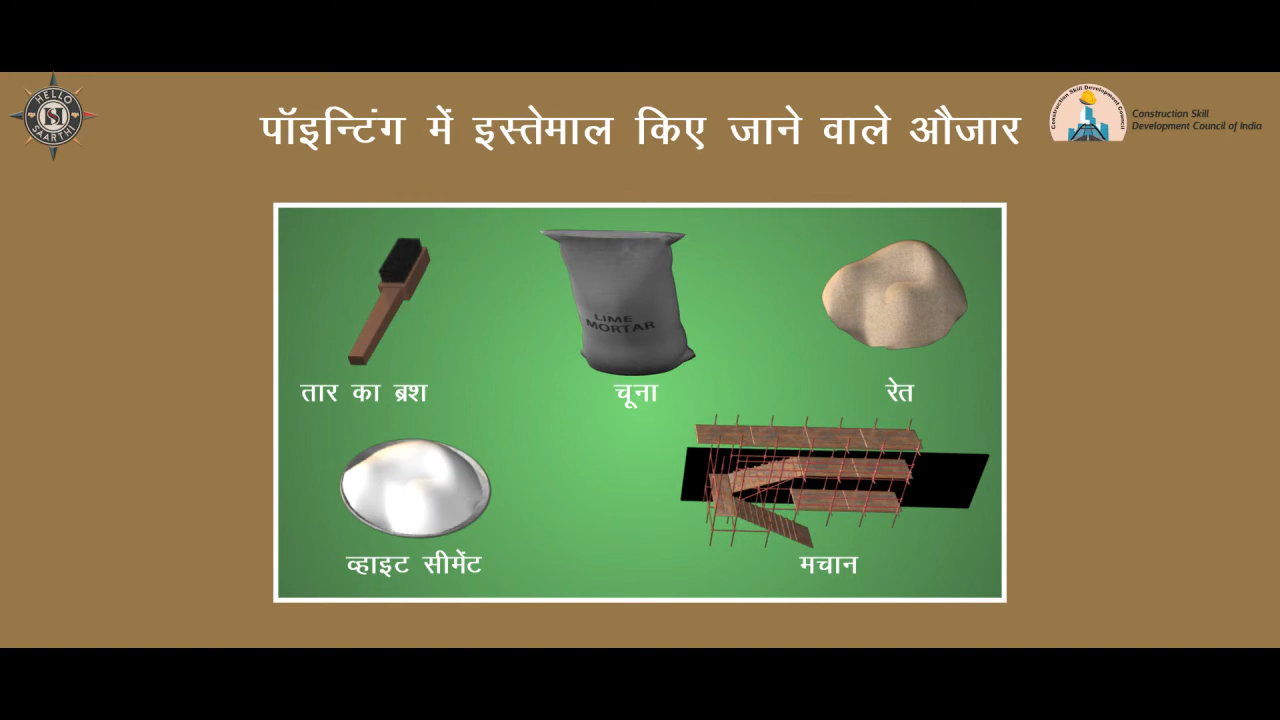 HELLO
SARTHI
पॉइन्टिंग में इस्तेमाल किए जाने वाले औजार
Construction Skill Development Council
Construction Skill
Development Council of India
LIME
MORTAR
तार का ब्रश
चूना
रेत
व्हाइट सीमेंट
मचान